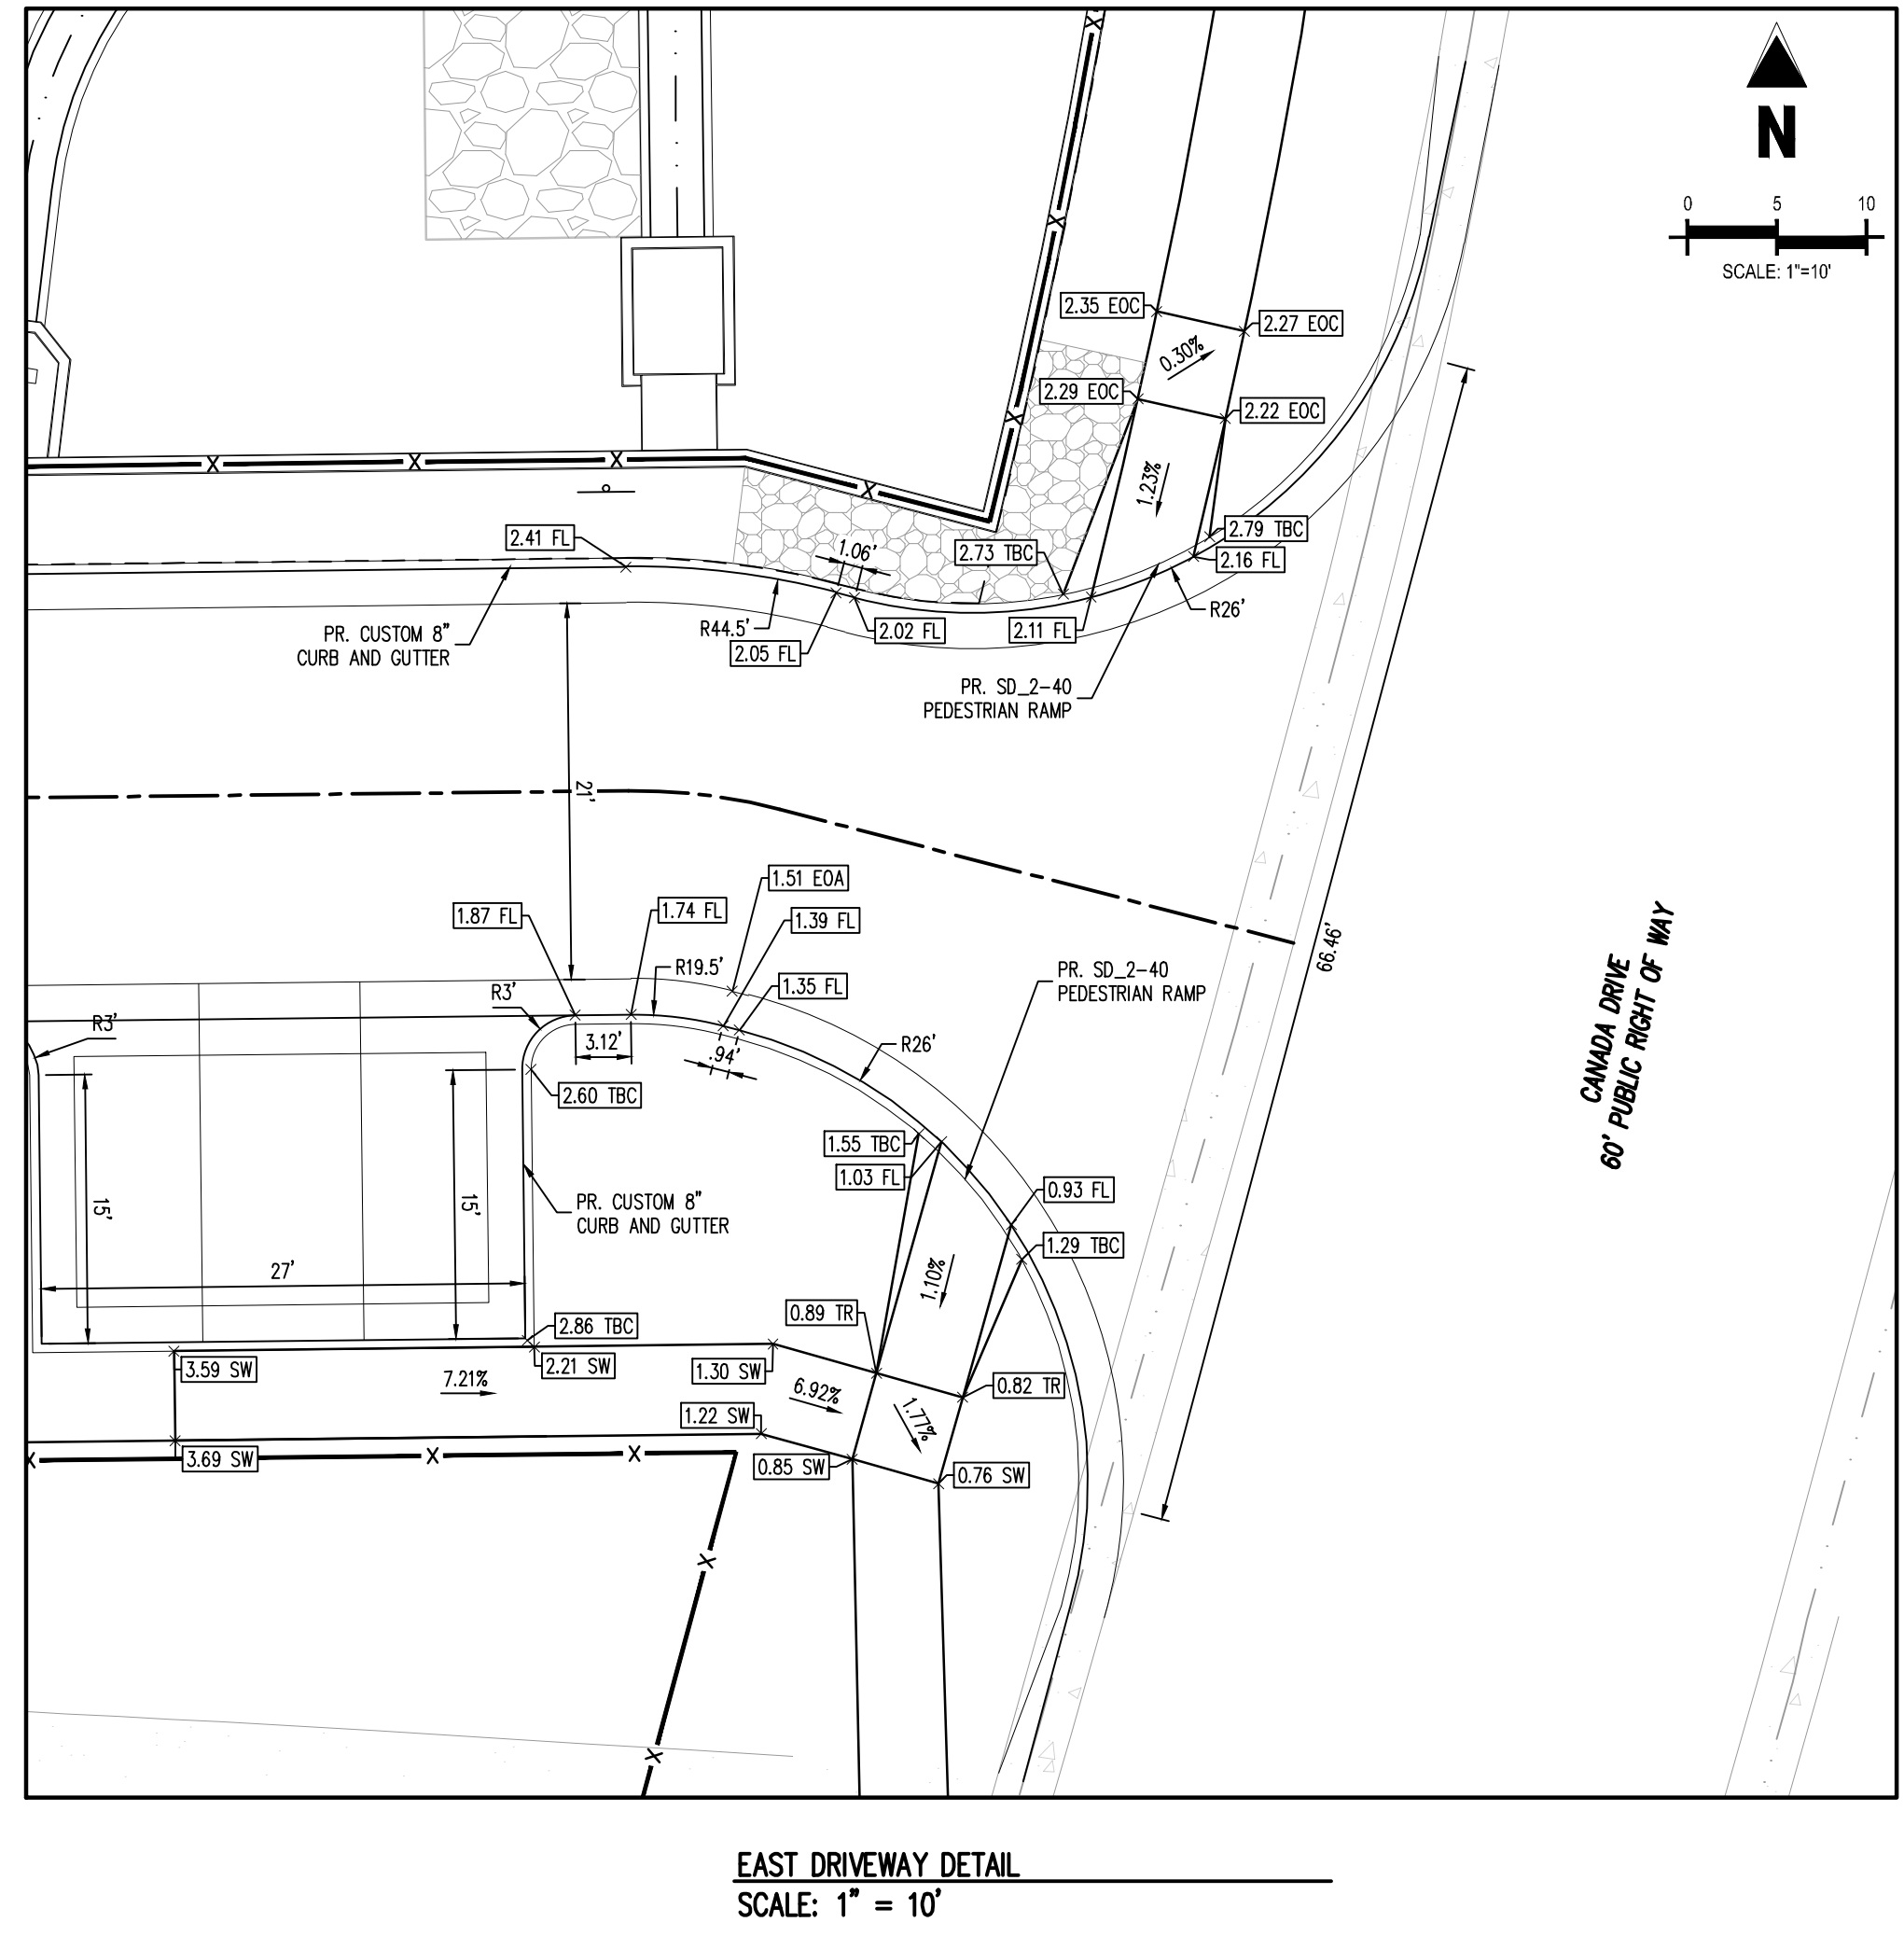 N
0 5 10
SCALE: 1"=10'
2.35 EOC
2.27 EOC
0.30%
2.29 EOC
2.22 EOC
1.23%
X
X
X
X
X
X
X
2.41 FL
1.06'
2.73 TBC
2.79 TBC
2.16 FL
R26'
PR. CUSTOM 8"
CURB AND GUTTER
R44.5'
2.05 FL
2.02 FL
2.11 FL
PR. SD_2-40
PEDESTRIAN RAMP
21'
66.46'
1.51 EOA
1.87 FL
1.74 FL
1.39 FL
R19.5'
1.35 FL
R3'
R3'
3.12'
.94'
R26'
PR. SD_2-40
PEDESTRIAN RAMP
CANADA DRIVE
60' PUBLIC RIGHT OF WAY
2.60 TBC
1.55 TBC
1.03 FL
0.93 FL
1.29 TBC
15'
15'
PR. CUSTOM 8"
CURB AND GUTTER
27'
1.10%
0.89 TR
2.86 TBC
3.59 SW
2.21 SW
1.30 SW
7.21%
6.92%
1.77%
0.82 TR
1.22 SW
3.69 SW
0.85 SW
0.76 SW
X
X
X
X
X
EAST DRIVEWAY DETAIL
SCALE: 1" = 10'